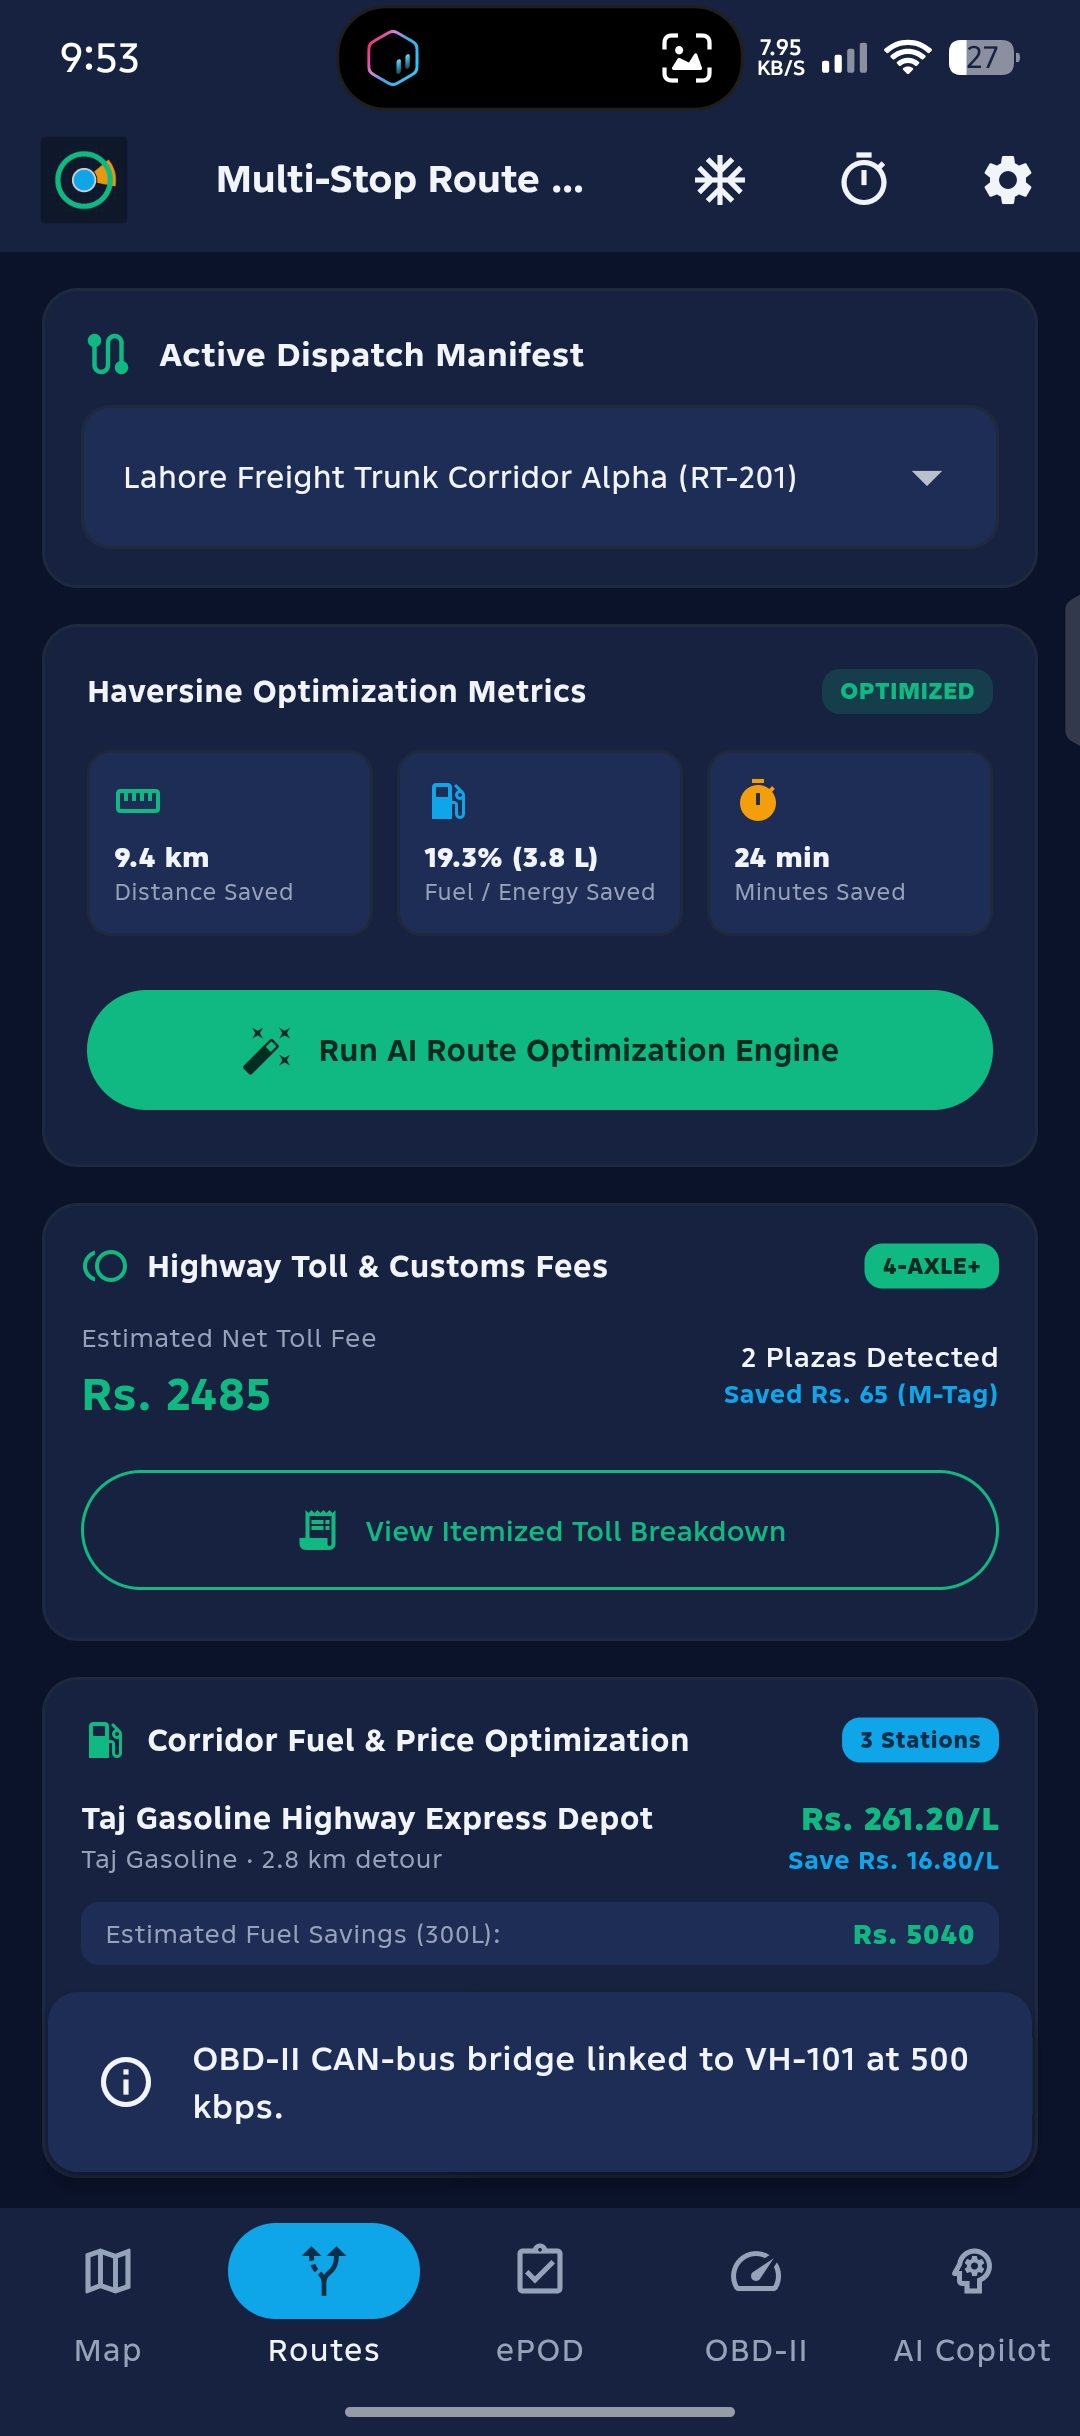 9:53
7.95
KB/S
27
Multi-Stop Route ...
Active Dispatch Manifest
Lahore Freight Trunk Corridor Alpha (RT-201)
Haversine Optimization Metrics
OPTIMIZED
9.4 km
Distance Saved
19.3% (3.8 L)
Fuel / Energy Saved
24 min
Minutes Saved
Run AI Route Optimization Engine
Highway Toll & Customs Fees
4-AXLE+
Estimated Net Toll Fee
Rs. 2485
2 Plazas Detected
Saved Rs. 65 (M-Tag)
View Itemized Toll Breakdown
Corridor Fuel & Price Optimization
3 Stations
Taj Gasoline Highway Express Depot
Rs. 261.20/L
Taj Gasoline · 2.8 km detour
Save Rs. 16.80/L
Estimated Fuel Savings (300L):
Rs. 5040
OBD-II CAN-bus bridge linked to VH-101 at 500
kbps.
Map
Routes
ePOD
OBD-II
AI Copilot